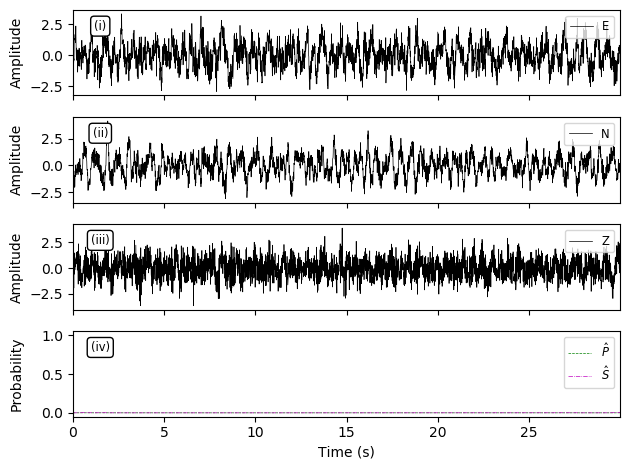 Amplitude
2.5
0.0
−2.5
(i)
E
Amplitude
2.5
0.0
−2.5
(ii)
N
Amplitude
2.5
0.0
−2.5
(iii)
Z
Probability
1.0
0.5
0.0
(iv)
P̂
Ŝ
0 5 10 15 20 25
Time (s)